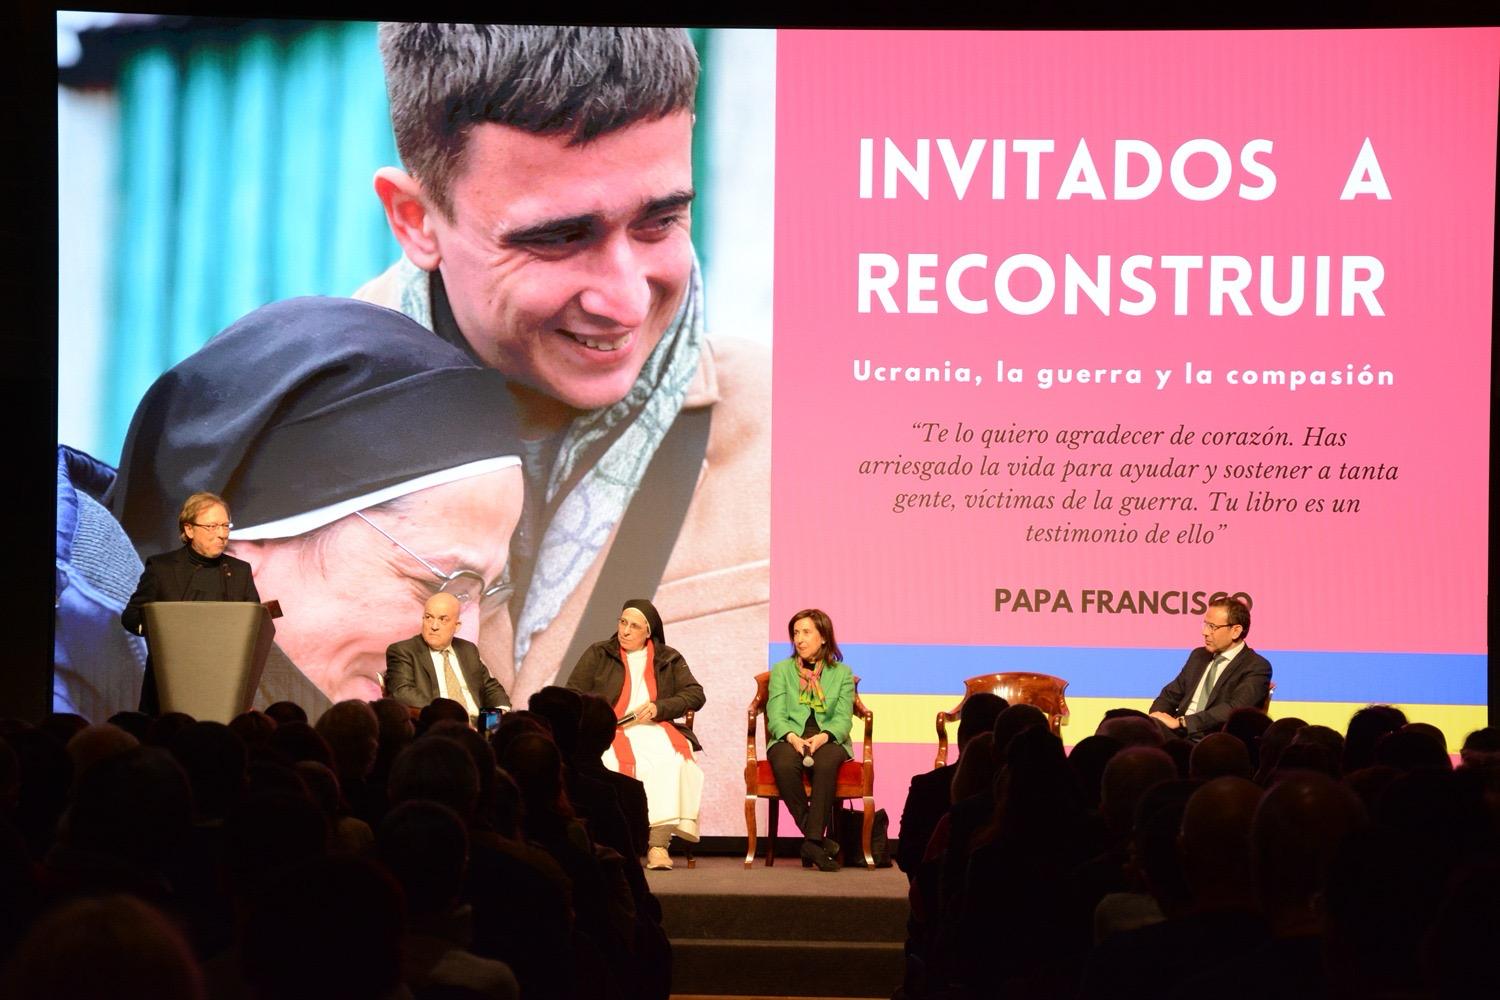 INVITADOS A
RECONSTRUIR
Ucrania, la guerra y la compasión
“Te lo quiero agradecer de corazón. Has
arriesgado la vida para ayudar y sostener a tanta
gente, víctimas de la guerra. Tu libro es un
testimonio de ello”
PAPA FRANCISCO